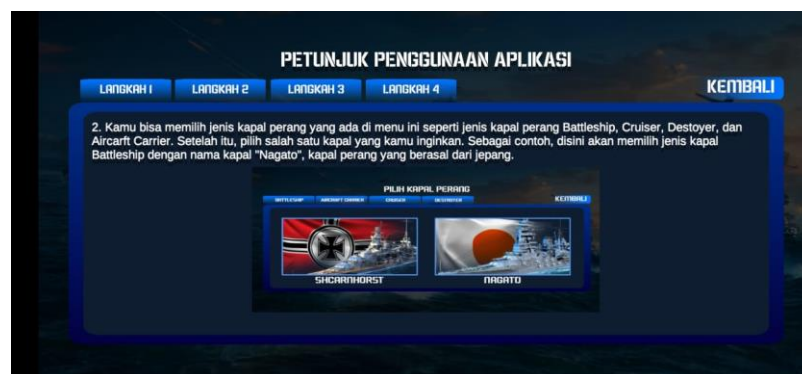 PETUNJUK PENGGUNAAN APLIKASI
LANGKAH 1 LANGKAH 2 LANGKAH 3 LANGKAH 4 KEMBALI
2. Kamu bisa memilih jenis kapal perang yang ada di menu ini seperti jenis kapal perang Battleship, Cruiser, Destoyer, dan
Aircarft Carrier. Setelah itu, pilih salah satu kapal yang kamu inginkan. Sebagai contoh, disini akan memilih jenis kapal
Battleship dengan nama kapal "Nagato", kapal perang yang berasal dari jepang.
PILIH KAPAL PERANG
BATTLESHIP AIRCRAFT CARRIER CRUISER DESTROYER KEMBALI
SHCARNHORST NAGATO